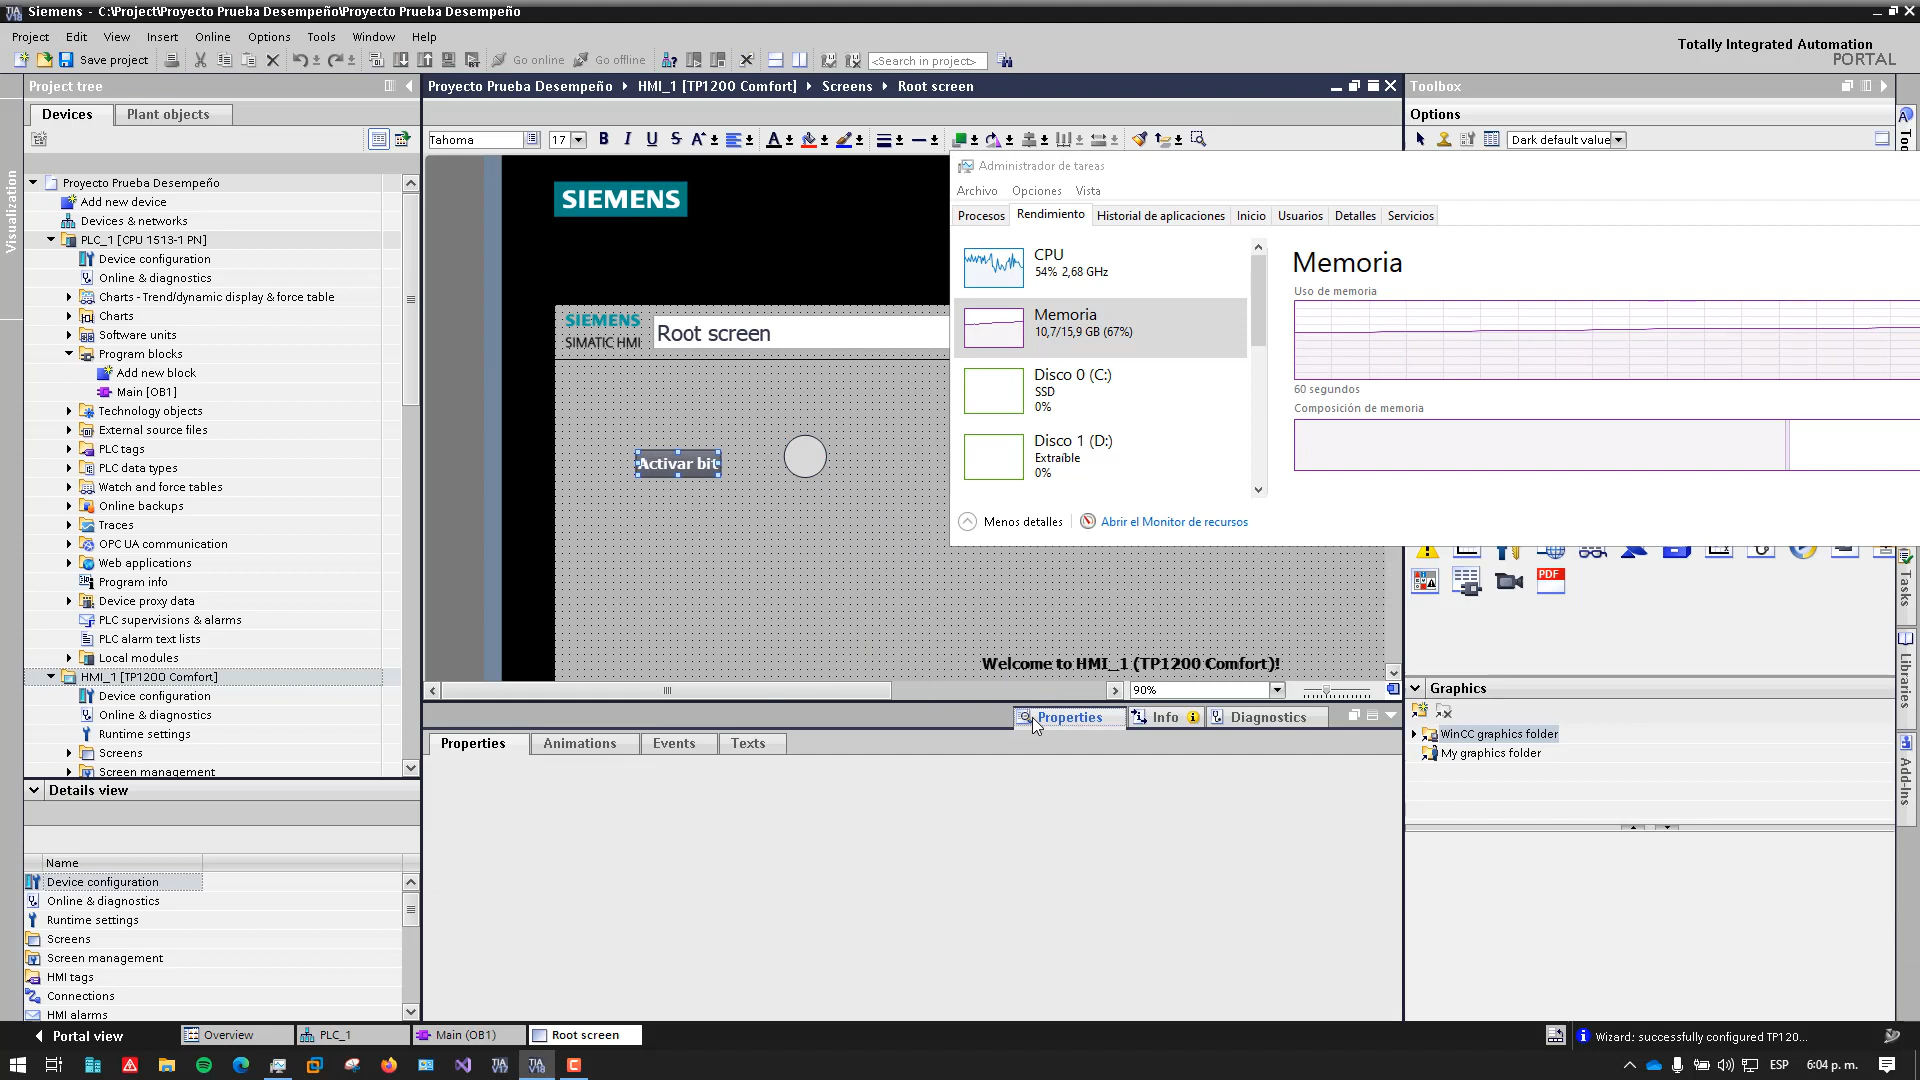 Siemens - C:\Project\Proyecto Prueba Desempeño\Proyecto Prueba Desempeño
Project Edit View Insert Online Options Tools Window Help
Save project
Go online
Go offline
<Search in project>
Totally Integrated Automation
PORTAL
Project tree
Devices
Plant objects
Visualization
Proyecto Prueba Desempeño
Add new device
Devices & networks
PLC_1 [CPU 1513-1 PN]
Device configuration
Online & diagnostics
Charts - Trend/dynamic display & force table
Charts
Software units
Program blocks
Add new block
Main [OB1]
Technology objects
External source files
PLC tags
PLC data types
Watch and force tables
Online backups
Traces
OPC UA communication
Web applications
Program info
Device proxy data
PLC supervisions & alarms
PLC alarm text lists
Local modules
HMI_1 [TP1200 Comfort]
Device configuration
Online & diagnostics
Runtime settings
Screens
Screen management
Details view
Name
Device configuration
Online & diagnostics
Runtime settings
Screens
Screen management
HMI tags
Connections
HMI alarms
Proyecto Prueba Desempeño HMI_1 [TP1200 Comfort] Screens Root screen
Tahoma
17
B I U S A
SIEMENS
SIEMENS
SIMATIC HMI
Root screen
Activar bit
Welcome to HMI_1 (TP1200 Comfort)!
90%
Properties
Info
Diagnostics
Properties
Animations
Events
Texts
Administrador de tareas
Archivo Opciones Vista
Procesos Rendimiento Historial de aplicaciones Inicio Usuarios Detalles Servicios
CPU
54% 2,68 GHz
Memoria
10,7/15,9 GB (67%)
Disco 0 (C:)
SSD
0%
Disco 1 (D:)
Extraíble
0%
Memoria
Uso de memoria
60 segundos
Composición de memoria
Menos detalles
Abrir el Monitor de recursos
Toolbox
Options
Dark default value
PDF
Graphics
WinCC graphics folder
My graphics folder
Tasks
Libraries
Add-Ins
Portal view
Overview
PLC_1
Main (OB1)
Root screen
Wizard: successfully configured TP120...
ESP
6:04 p. m.